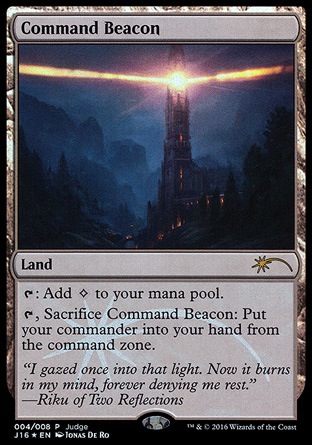 Command Beacon
Land
: Add ◇ to your mana pool.
, Sacrifice Command Beacon: Put
your commander into your hand from
the command zone.
“I gazed once into that light. Now it burns
in my mind, forever denying me rest.”
—Riku of Two Reflections
004/008 P Judge
J16 ★ EN Jonas De Ro
™ & © 2016 Wizards of the Coast